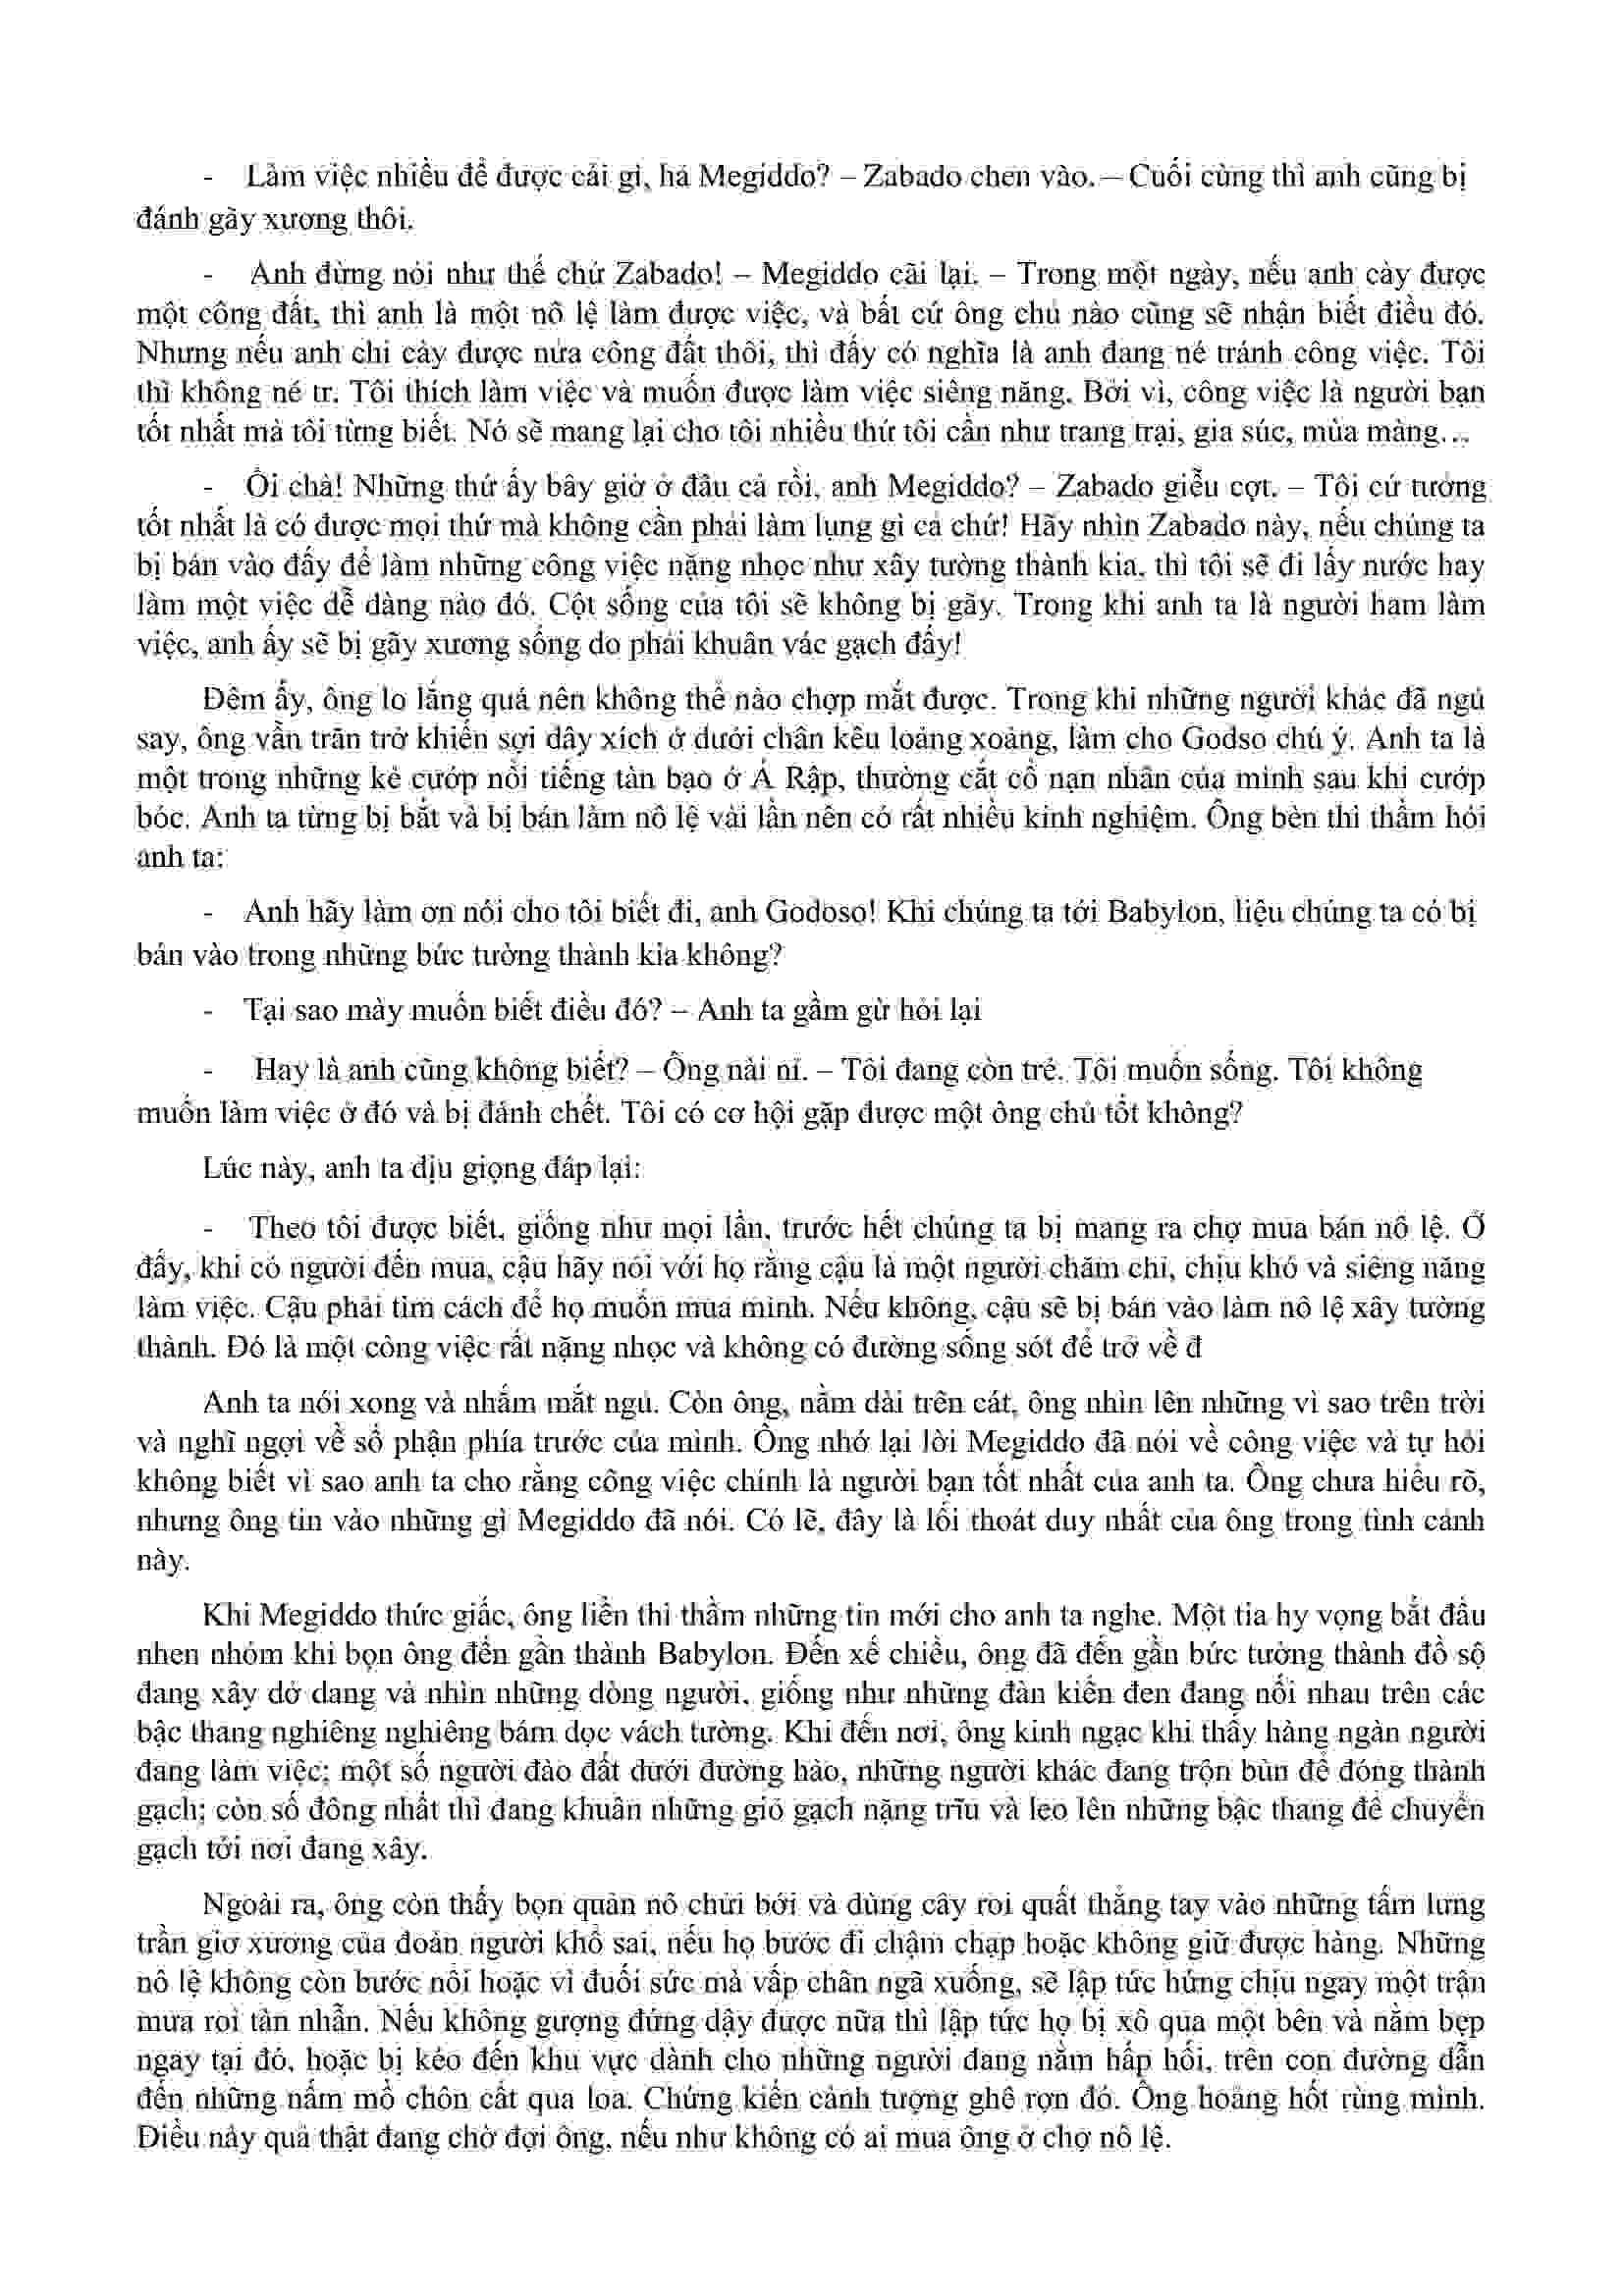 - Làm việc nhiều để được cái gì, hả Megiddo? – Zabado chen vào. – Cuối cùng thì anh cũng bị
đánh gãy xương thôi.
- Anh đừng nói như thế chứ Zabado! – Megiddo cãi lại. – Trong một ngày, nếu anh cày được
một công đất, thì anh là một nô lệ làm được việc, và bất cứ ông chủ nào cũng sẽ nhận biết điều đó.
Nhưng nếu anh chỉ cày được nửa công đất thôi, thì đấy có nghĩa là anh đang né tránh công việc. Tôi
thì không né tr. Tôi thích làm việc và muốn được làm việc siêng năng. Bởi vì, công việc là người bạn
tốt nhất mà tôi từng biết. Nó sẽ mang lại cho tôi nhiều thứ tôi cần như trang trại, gia súc, mùa màng…
- Ối chà! Những thứ ấy bây giờ ở đâu cả rồi, anh Megiddo? – Zabado giễu cợt. – Tôi cứ tưởng
tốt nhất là có được mọi thứ mà không cần phải làm lụng gì cả chứ! Hãy nhìn Zabado này, nếu chúng ta
bị bán vào đấy để làm những công việc nặng nhọc như xây tường thành kia, thì tôi sẽ đi lấy nước hay
làm một việc dễ dàng nào đó. Cột sống của tôi sẽ không bị gãy. Trong khi anh ta là người ham làm
việc, anh ấy sẽ bị gãy xương sống do phải khuân vác gạch đấy!
Đêm ấy, ông lo lắng quá nên không thể nào chợp mắt được. Trong khi những người khác đã ngủ
say, ông vẫn trăn trở khiến sợi dây xích ở dưới chân kêu loảng xoảng, làm cho Godso chú ý. Anh ta là
một trong những kẻ cướp nổi tiếng tàn bạo ở Á Rập, thường cắt cổ nạn nhân của mình sau khi cướp
bóc. Anh ta từng bị bắt và bị bán làm nô lệ vài lần nên có rất nhiều kinh nghiệm. Ông bèn thì thầm hỏi
anh ta:
- Anh hãy làm ơn nói cho tôi biết đi, anh Godoso! Khi chúng ta tới Babylon, liệu chúng ta có bị
bán vào trong những bức tường thành kia không?
- Tại sao mày muốn biết điều đó? – Anh ta gầm gừ hỏi lại
- Hay là anh cũng không biết? – Ông nài nỉ. – Tôi đang còn trẻ. Tôi muốn sống. Tôi không
muốn làm việc ở đó và bị đánh chết. Tôi có cơ hội gặp được một ông chủ tốt không?
Lúc này, anh ta dịu giọng đáp lại:
- Theo tôi được biết, giống như mọi lần, trước hết chúng ta bị mang ra chợ mua bán nô lệ. Ở
đấy, khi có người đến mua, cậu hãy nói với họ rằng cậu là một người chăm chỉ, chịu khó và siêng năng
làm việc. Cậu phải tìm cách để họ muốn mua mình. Nếu không, cậu sẽ bị bán vào làm nô lệ xây tường
thành. Đó là một công việc rất nặng nhọc và không có đường sống sót để trở về đ
Anh ta nói xong và nhắm mắt ngủ. Còn ông, nằm dài trên cát, ông nhìn lên những vì sao trên trời
và nghĩ ngợi về số phận phía trước của mình. Ông nhớ lại lời Megiddo đã nói về công việc và tự hỏi
không biết vì sao anh ta cho rằng công việc chính là người bạn tốt nhất của anh ta. Ông chưa hiểu rõ,
nhưng ông tin vào những gì Megiddo đã nói. Có lẽ, đây là lối thoát duy nhất của ông trong tình cảnh
này.
Khi Megiddo thức giấc, ông liền thì thầm những tin mới cho anh ta nghe. Một tia hy vọng bắt đầu
nhen nhóm khi bọn ông đến gần thành Babylon. Đến xế chiều, ông đã đến gần bức tường thành đồ sộ
đang xây dở dang và nhìn những dòng người, giống như những đàn kiến đen đang nối nhau trên các
bậc thang nghiêng nghiêng bám dọc vách tường. Khi đến nơi, ông kinh ngạc khi thấy hàng ngàn người
đang làm việc; một số người đào đất dưới đường hào, những người khác đang trộn bùn để đóng thành
gạch; còn số đông nhất thì đang khuân những giỏ gạch nặng trĩu và leo lên những bậc thang để chuyển
gạch tới nơi đang xây.
Ngoài ra, ông còn thấy bọn quản nô chửi bới và dùng cây roi quất thẳng tay vào những tấm lưng
trần giơ xương của đoàn người khổ sai, nếu họ bước đi chậm chạp hoặc không giữ được hàng. Những
nô lệ không còn bước nổi hoặc vì đuối sức mà vấp chân ngã xuống, sẽ lập tức hứng chịu ngay một trận
mưa roi tàn nhẫn. Nếu không gượng đứng dậy được nữa thì lập tức họ bị xô qua một bên và nằm bẹp
ngay tại đó, hoặc bị kéo đến khu vực dành cho những người đang nằm hấp hối, trên con đường dẫn
đến những nấm mồ chôn cất qua loa. Chứng kiến cảnh tượng ghê rợn đó. Ông hoảng hốt rùng mình.
Điều này quả thật đang chờ đợi ông, nếu như không có ai mua ông ở chợ nô lệ.